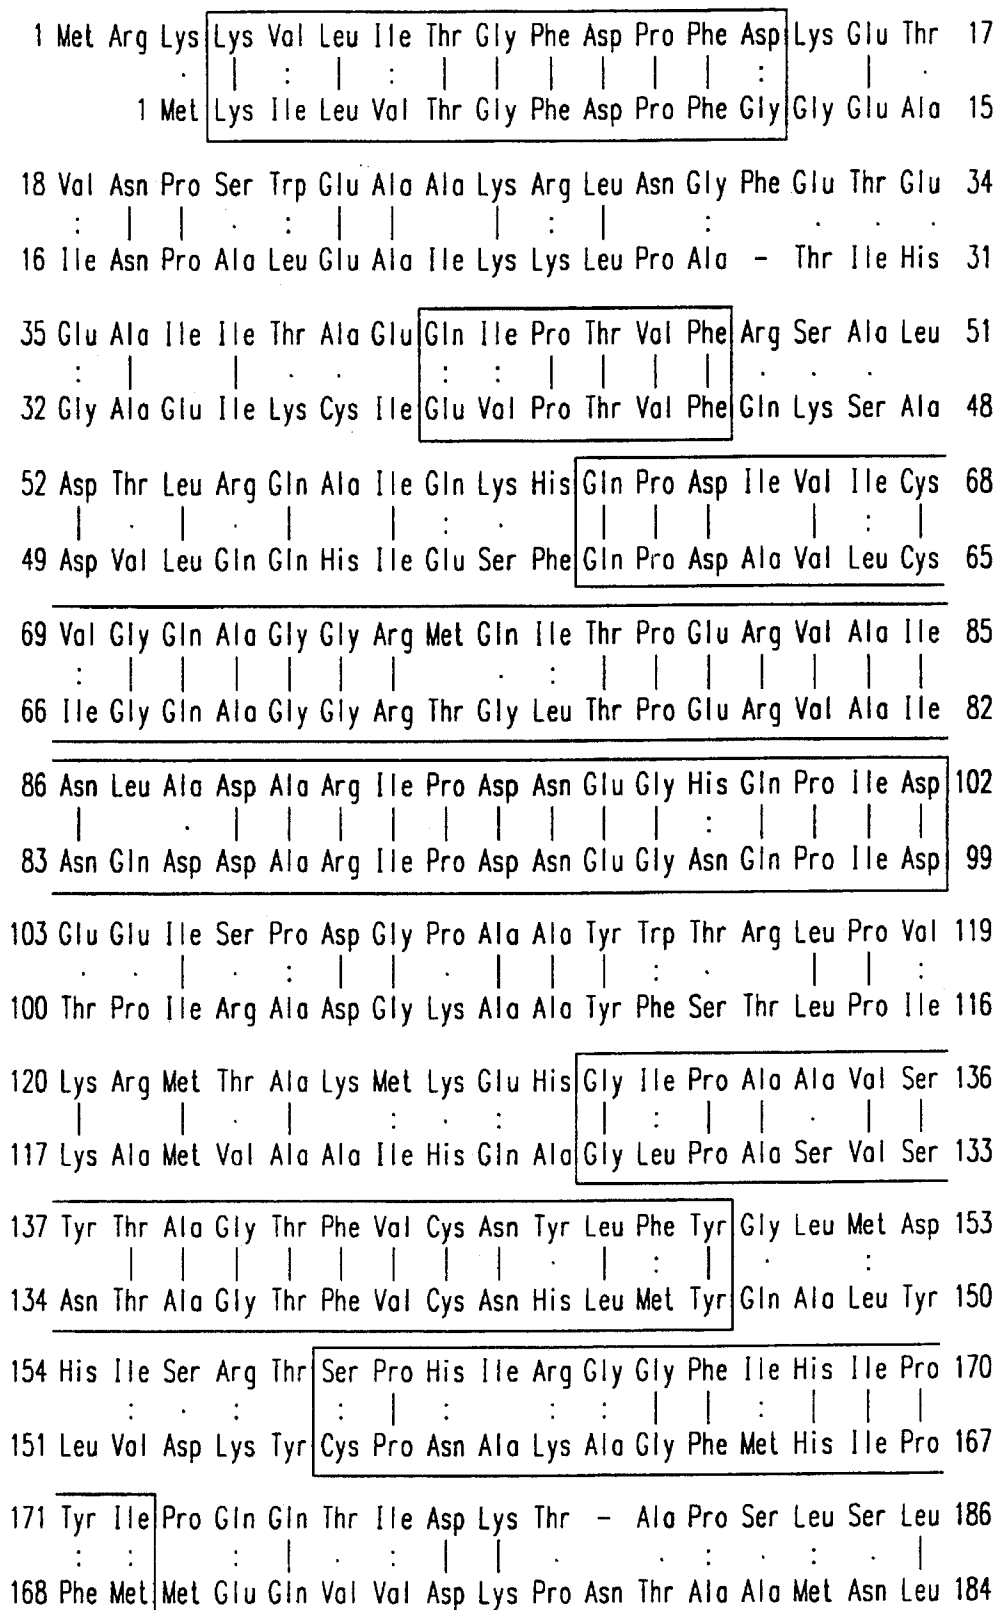 1 Met Arg Lys Lys Val Leu Ile Thr Gly Phe Asp Pro Phe Asp Lys Glu Thr 17
1 Met Lys Ile Leu Val Thr Gly Phe Asp Pro Phe Gly Gly Glu Ala 15
18 Val Asn Pro Ser Trp Glu Ala Ala Lys Arg Leu Asn Gly Phe Glu Thr Glu 34
16 Ile Asn Pro Ala Leu Glu Ala Ile Lys Lys Leu Pro Ala - Thr Ile His 31
35 Glu Ala Ile Ile Thr Ala Glu Gln Ile Pro Thr Val Phe Arg Ser Ala Leu 51
32 Gly Ala Glu Ile Lys Cys Ile Glu Val Pro Thr Val Phe Gln Lys Ser Ala 48
52 Asp Thr Leu Arg Gln Ala Ile Gln Lys His Gln Pro Asp Ile Val Ile Cys 68
49 Asp Val Leu Gln Gln His Ile Glu Ser Phe Gln Pro Asp Ala Val Leu Cys 65
69 Val Gly Gln Ala Gly Gly Arg Met Gln Ile Thr Pro Glu Arg Val Ala Ile 85
66 Ile Gly Gln Ala Gly Gly Arg Thr Gly Leu Thr Pro Glu Arg Val Ala Ile 82
86 Asn Leu Ala Asp Ala Arg Ile Pro Asp Asn Glu Gly His Gln Pro Ile Asp 102
83 Asn Gln Asp Asp Ala Arg Ile Pro Asp Asn Glu Gly Asn Gln Pro Ile Asp 99
103 Glu Glu Ile Ser Pro Asp Gly Pro Ala Ala Tyr Trp Thr Arg Leu Pro Val 119
100 Thr Pro Ile Arg Ala Asp Gly Lys Ala Ala Tyr Phe Ser Thr Leu Pro Ile 116
120 Lys Arg Met Thr Ala Lys Met Lys Glu His Gly Ile Pro Ala Ala Val Ser 136
117 Lys Ala Met Val Ala Ala Ile His Gln Ala Gly Leu Pro Ala Ser Val Ser 133
137 Tyr Thr Ala Gly Thr Phe Val Cys Asn Tyr Leu Phe Tyr Gly Leu Met Asp 153
134 Asn Thr Ala Gly Thr Phe Val Cys Asn His Leu Met Tyr Gln Ala Leu Tyr 150
154 His Ile Ser Arg Thr Ser Pro His Ile Arg Gly Gly Phe Ile His Ile Pro 170
151 Leu Val Asp Lys Tyr Cys Pro Asn Ala Lys Ala Gly Phe Met His Ile Pro 167
171 Tyr Ile Pro Gln Gln Thr Ile Asp Lys Thr - Ala Pro Ser Leu Ser Leu 186
168 Phe Met Met Glu Gln Val Val Asp Lys Pro Asn Thr Ala Ala Met Asn Leu 184